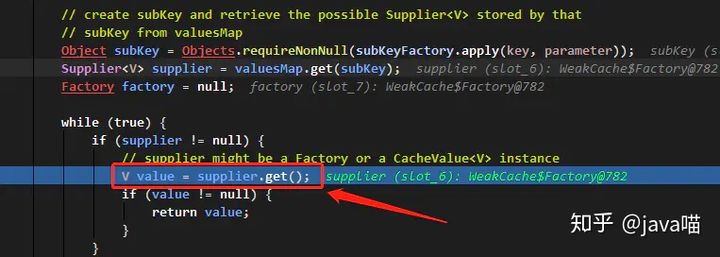 // create subKey and retrieve the possible Supplier<V> stored by that
// subKey from valuesMap
Object subKey = Objects.requireNonNull(subKeyFactory.apply(key, parameter));  subKey (s
Supplier<V> supplier = valuesMap.get(subKey);  supplier (slot_6): WeakCache$Factory@782
Factory factory = null;  factory (slot_7): WeakCache$Factory@782
while (true) {
if (supplier != null) {
// supplier might be a Factory or a CacheValue<V> instance
V value = supplier.get();  supplier (slot_6): WeakCache$Factory@782
if (value != null) {
return value;
}
}
知乎 @java喵